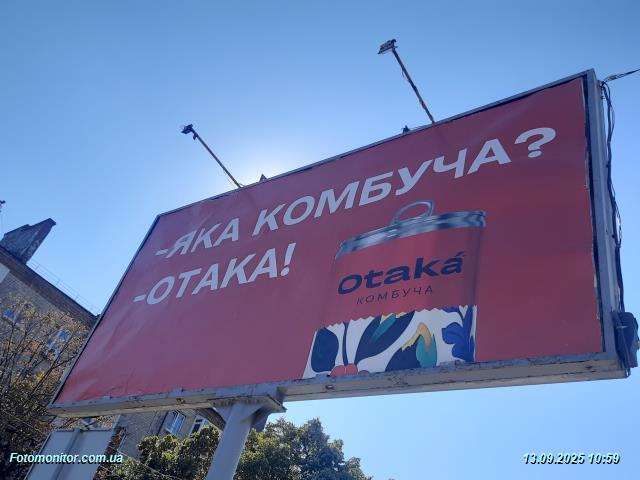 -ЯКА КОМБУЧА?
-ОТАКА!
Otaká
КОМБУЧА
Fotomonitor.com.ua
13.09.2025 10:59